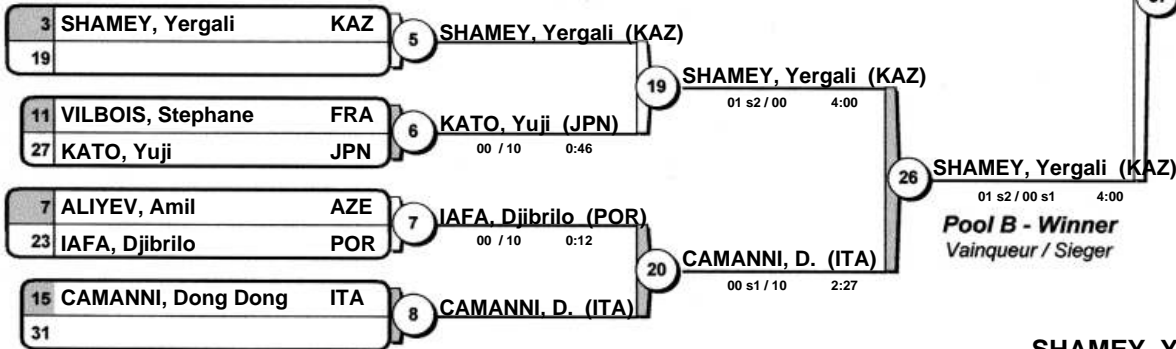 3 SHAMEY, Yergali KAZ
19
5 SHAMEY, Yergali (KAZ)
19 SHAMEY, Yergali (KAZ)
01 s2 / 00 4:00
11 VILBOIS, Stephane FRA
27 KATO, Yuji JPN
6 KATO, Yuji (JPN)
00 / 10 0:46
26 SHAMEY, Yergali (KAZ)
01 s2 / 00 s1 4:00
Pool B - Winner
Vainqueur / Sieger
7 ALIYEV, Amil AZE
23 IAFA, Djibrilo POR
7 IAFA, Djibrilo (POR)
00 / 10 0:12
20 CAMANNI, D. (ITA)
00 s1 / 10 2:27
15 CAMANNI, Dong Dong ITA
31
8 CAMANNI, D. (ITA)
SHAMEY, Y